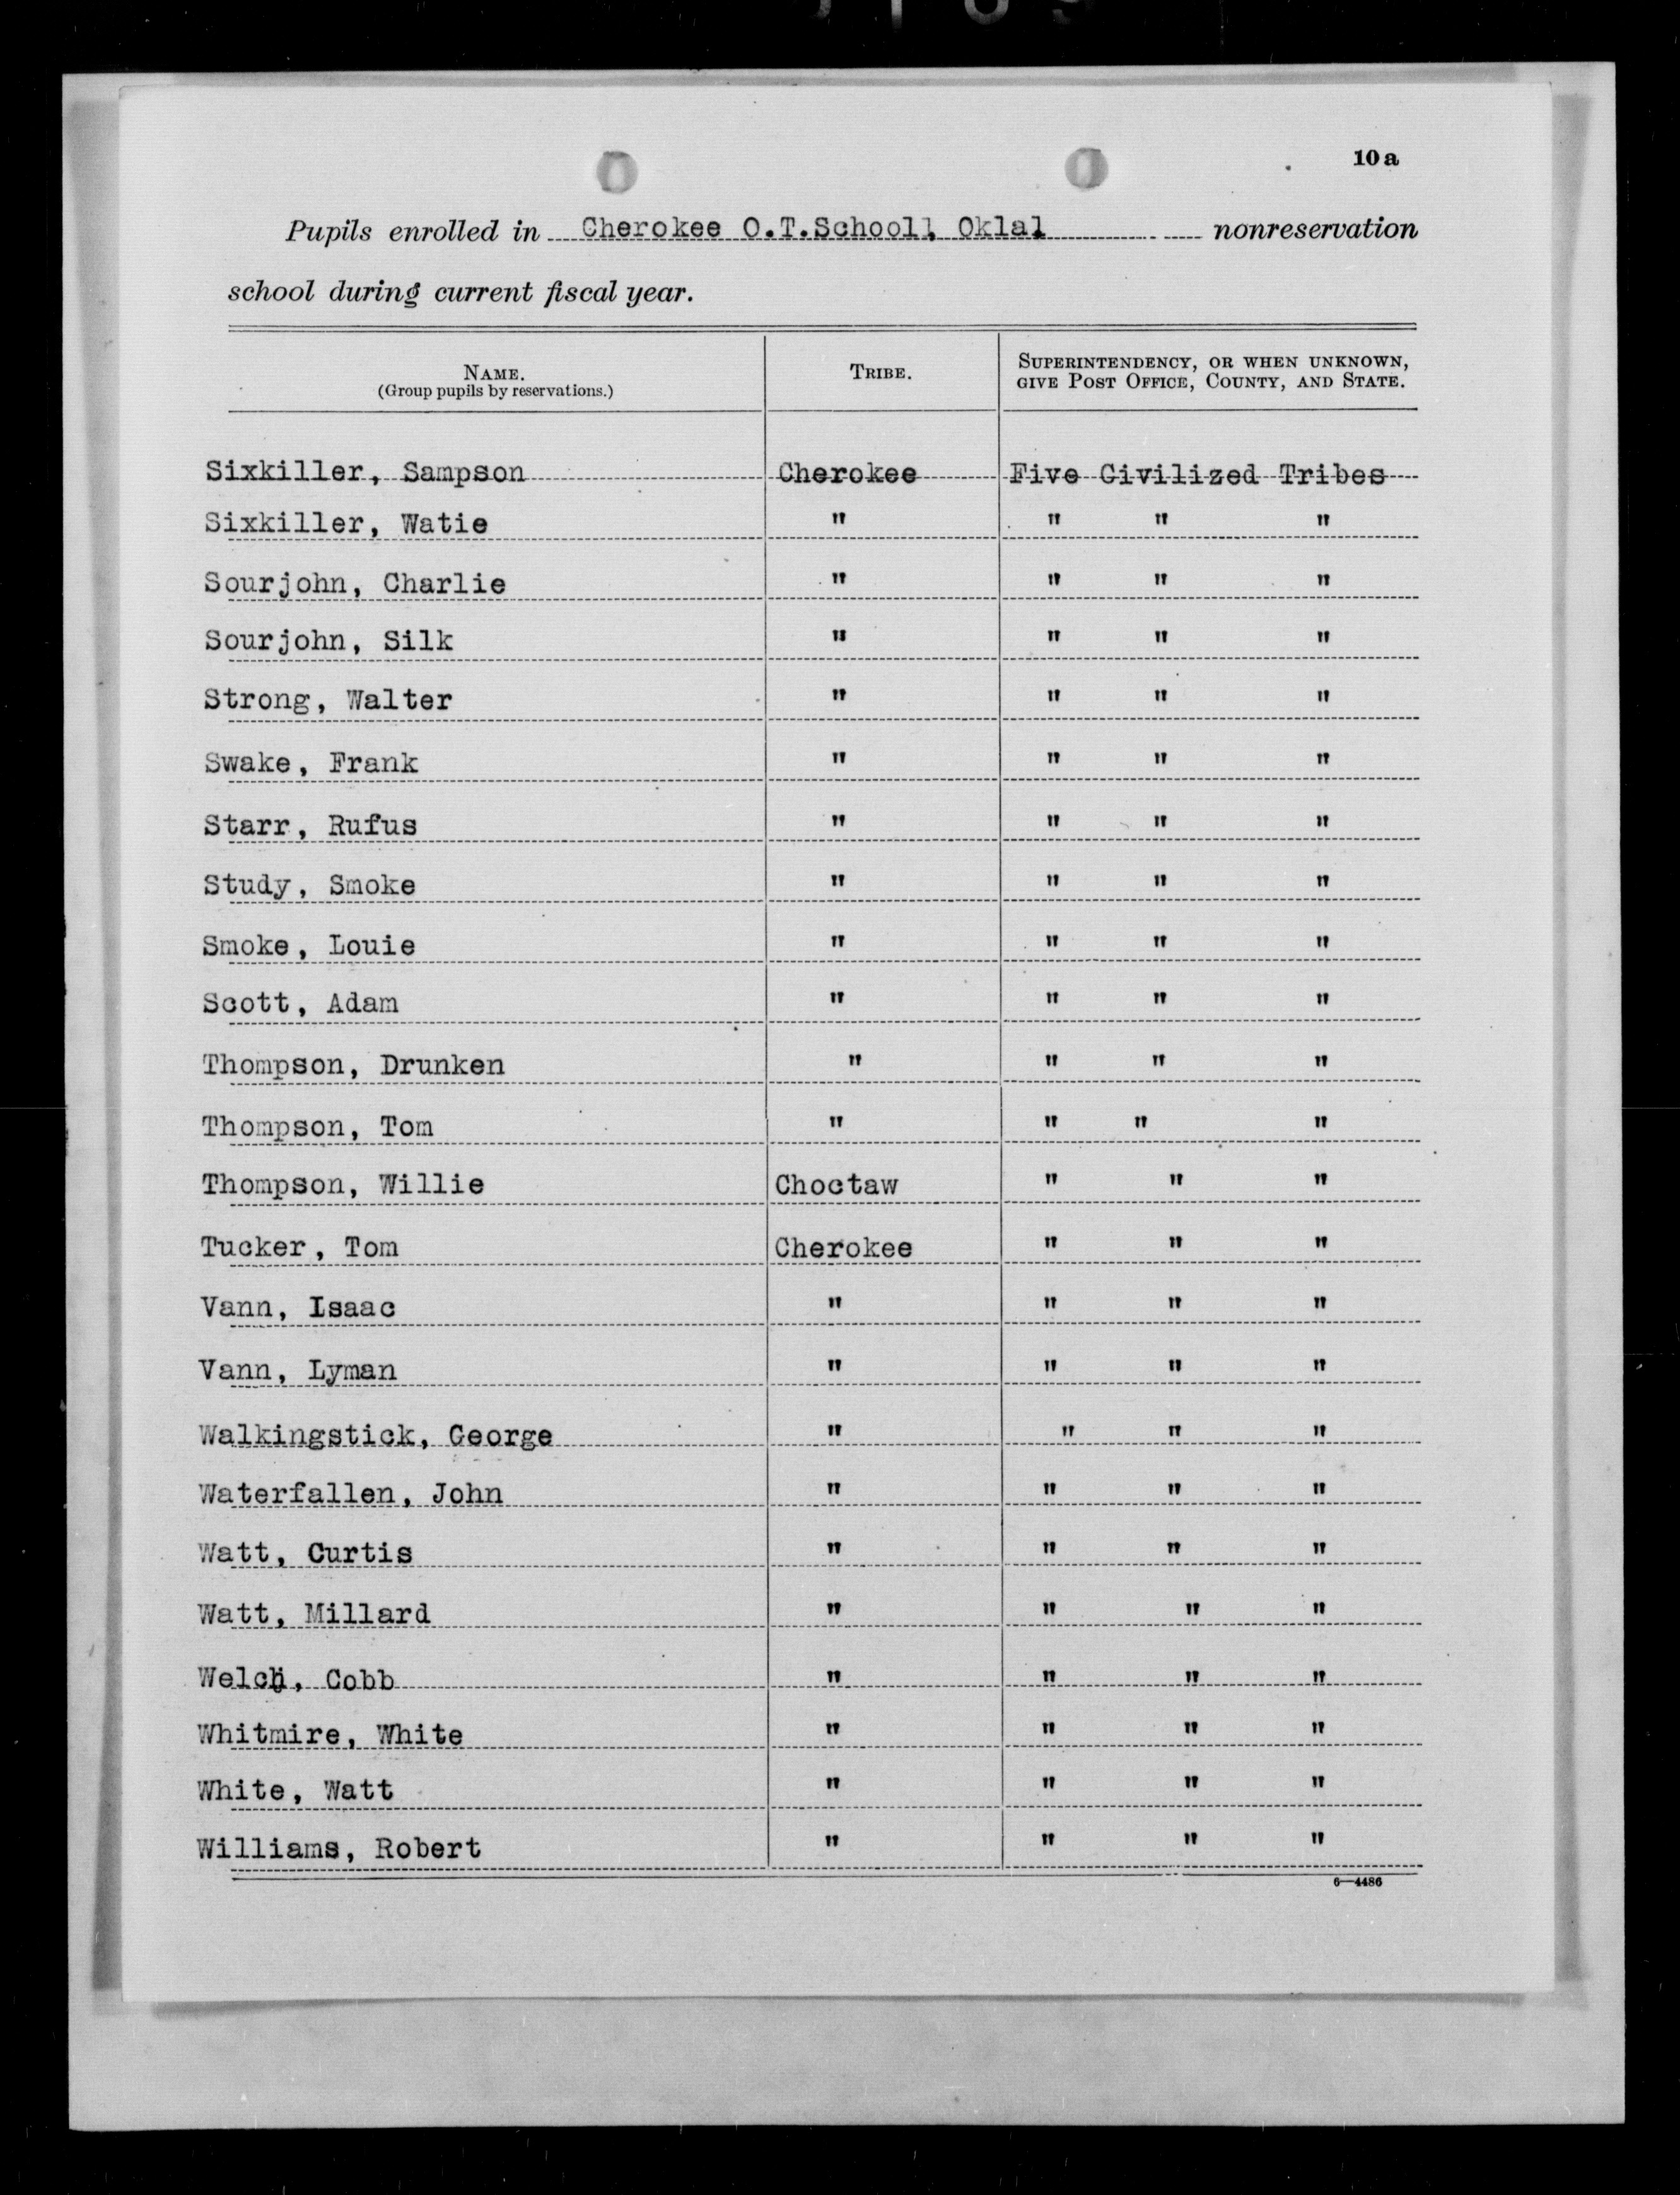 10 a
Pupils enrolled in Cherokee O.T.Schooll, Oklal nonreservation
school during current fiscal year.
NAME. TRIBE. SUPERINTENDENCY, OR WHEN UNKNOWN,
(Group pupils by reservations.) GIVE POST OFFICE, COUNTY, AND STATE.
Sixkiller, Sampson Cherokee Five Civilized Tribes
Sixkiller, Watie " " " "
Sourjohn, Charlie " " " "
Sourjohn, Silk " " " "
Strong, Walter " " " "
Swake, Frank " " " "
Starr, Rufus " " " "
Study, Smoke " " " "
Smoke, Louie " " " "
Scott, Adam " " " "
Thompson, Drunken " " " "
Thompson, Tom " " " "
Thompson, Willie Choctaw " " "
Tucker, Tom Cherokee " " "
Vann, Isaac " " " "
Vann, Lyman " " " "
Walkingstick, George " " " "
Waterfallen, John " " " "
Watt, Curtis " " " "
Watt, Millard " " " "
Welch, Cobb " " " "
Whitmire, White " " " "
White, Watt " " " "
Williams, Robert " " " "
6—4486